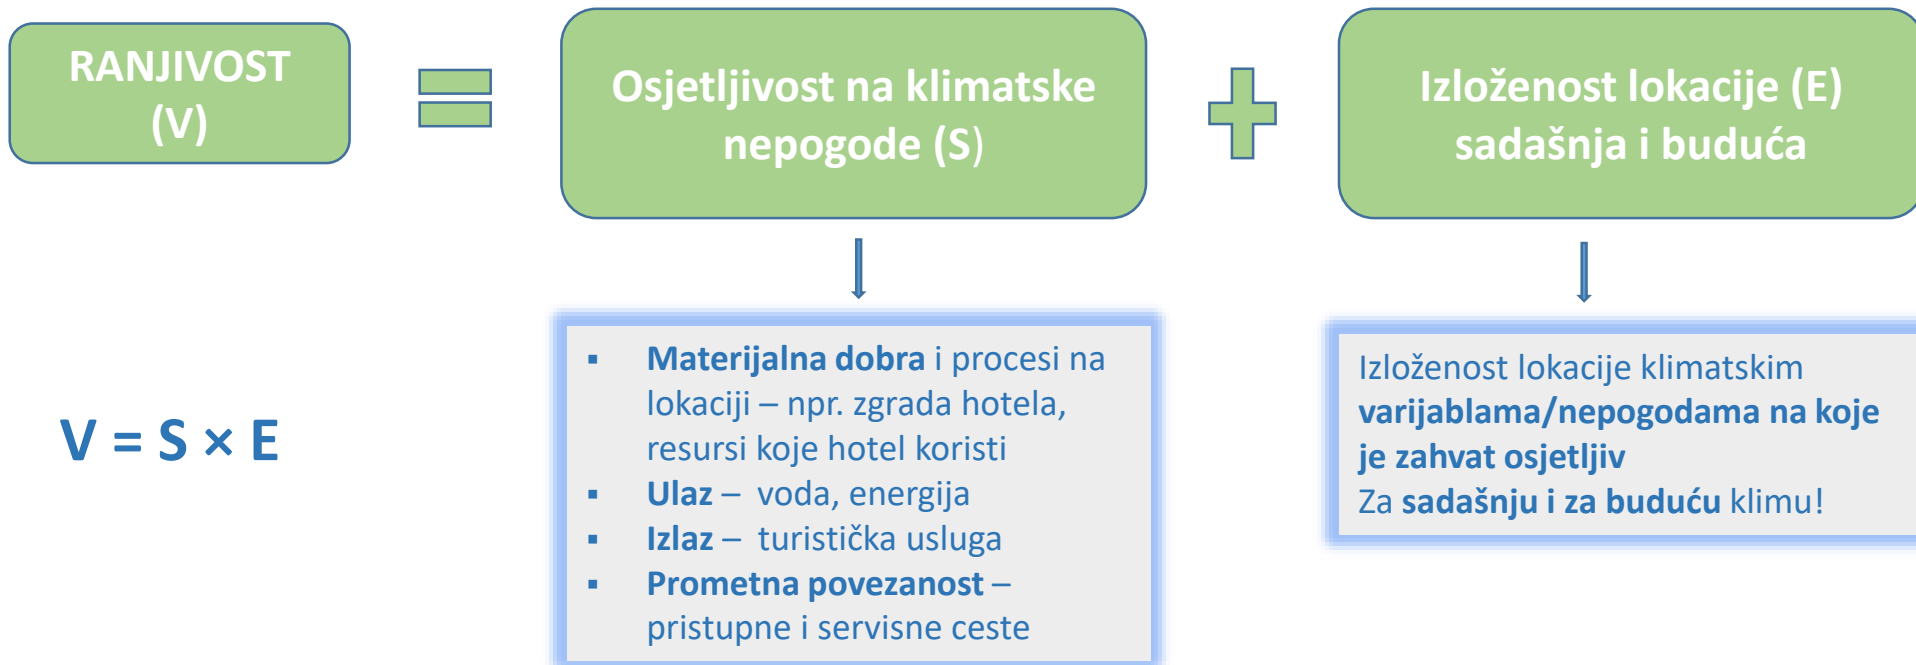 RANJIVOST
(V)
Osjetljivost na klimatske
nepogode (S)
Izloženost lokacije (E)
sadašnja i buduća
V = S × E
▪ Materijalna dobra i procesi na
lokaciji – npr. zgrada hotela,
resursi koje hotel koristi
▪ Ulaz – voda, energija
▪ Izlaz – turistička usluga
▪ Prometna povezanost –
pristupne i servisne ceste
Izloženost lokacije klimatskim
varijablama/nepogodama na koje
je zahvat osjetljiv
Za sadašnju i za buduću klimu!